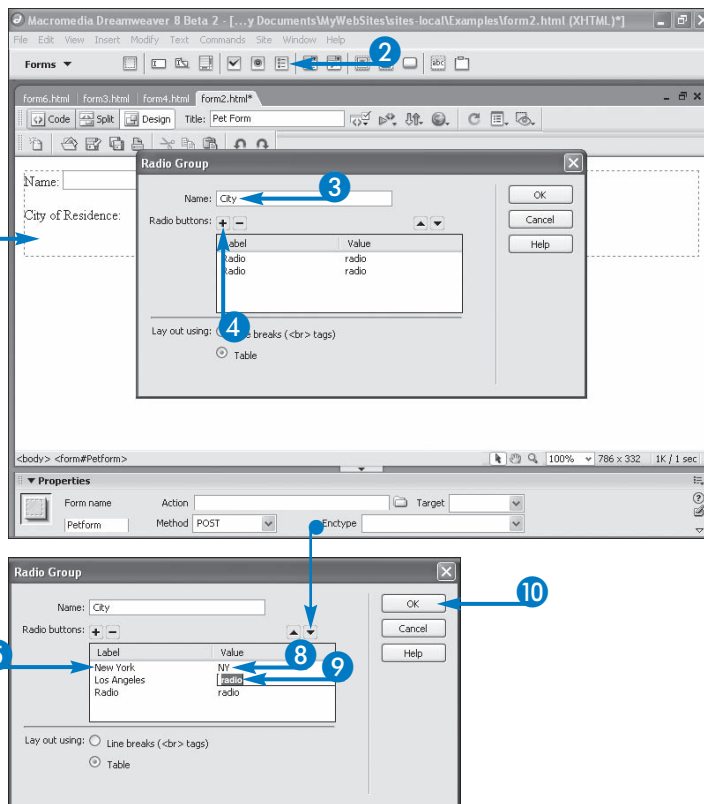 Macromedia Dreamweaver 8 Beta 2 - [...y Documents\MyWebSites\sites-local\Examples\form2.html (XHTML)*]
File Edit View Insert Modify Text Commands Site Window Help
Forms
2
form6.html form3.html form4.html form2.html*
Code Split Design Title: Pet Form
Radio Group
Name:
City of Residence:
Name: City
3
OK
Radio buttons: + -
Cancel
Label Value
Help
Radio radio
Radio radio
4
Lay out using: Line breaks (<br> tags)
Table
<body> <form#Petform>
100% 786 x 332 1K / 1 sec
Properties
Form name Action Target
Petform Method POST Enctype
Radio Group
Name: City
OK
10
Radio buttons: + -
Cancel
Label Value
Help
New York NY
8
Los Angeles radio
9
Radio radio
Lay out using: Line breaks (<br> tags)
Table